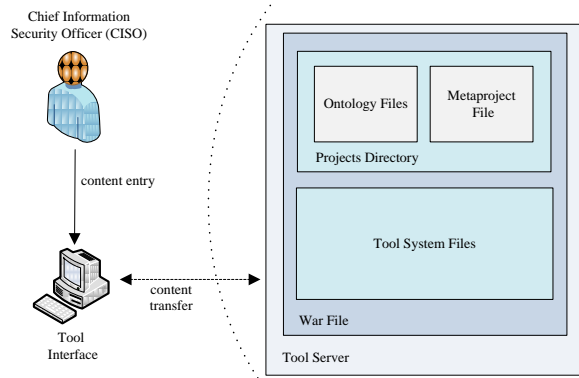 Chief Information
Security Officer (CISO)
content entry
Tool
Interface
content
transfer
Ontology Files
Metaproject
File
Projects Directory
Tool System Files
War File
Tool Server